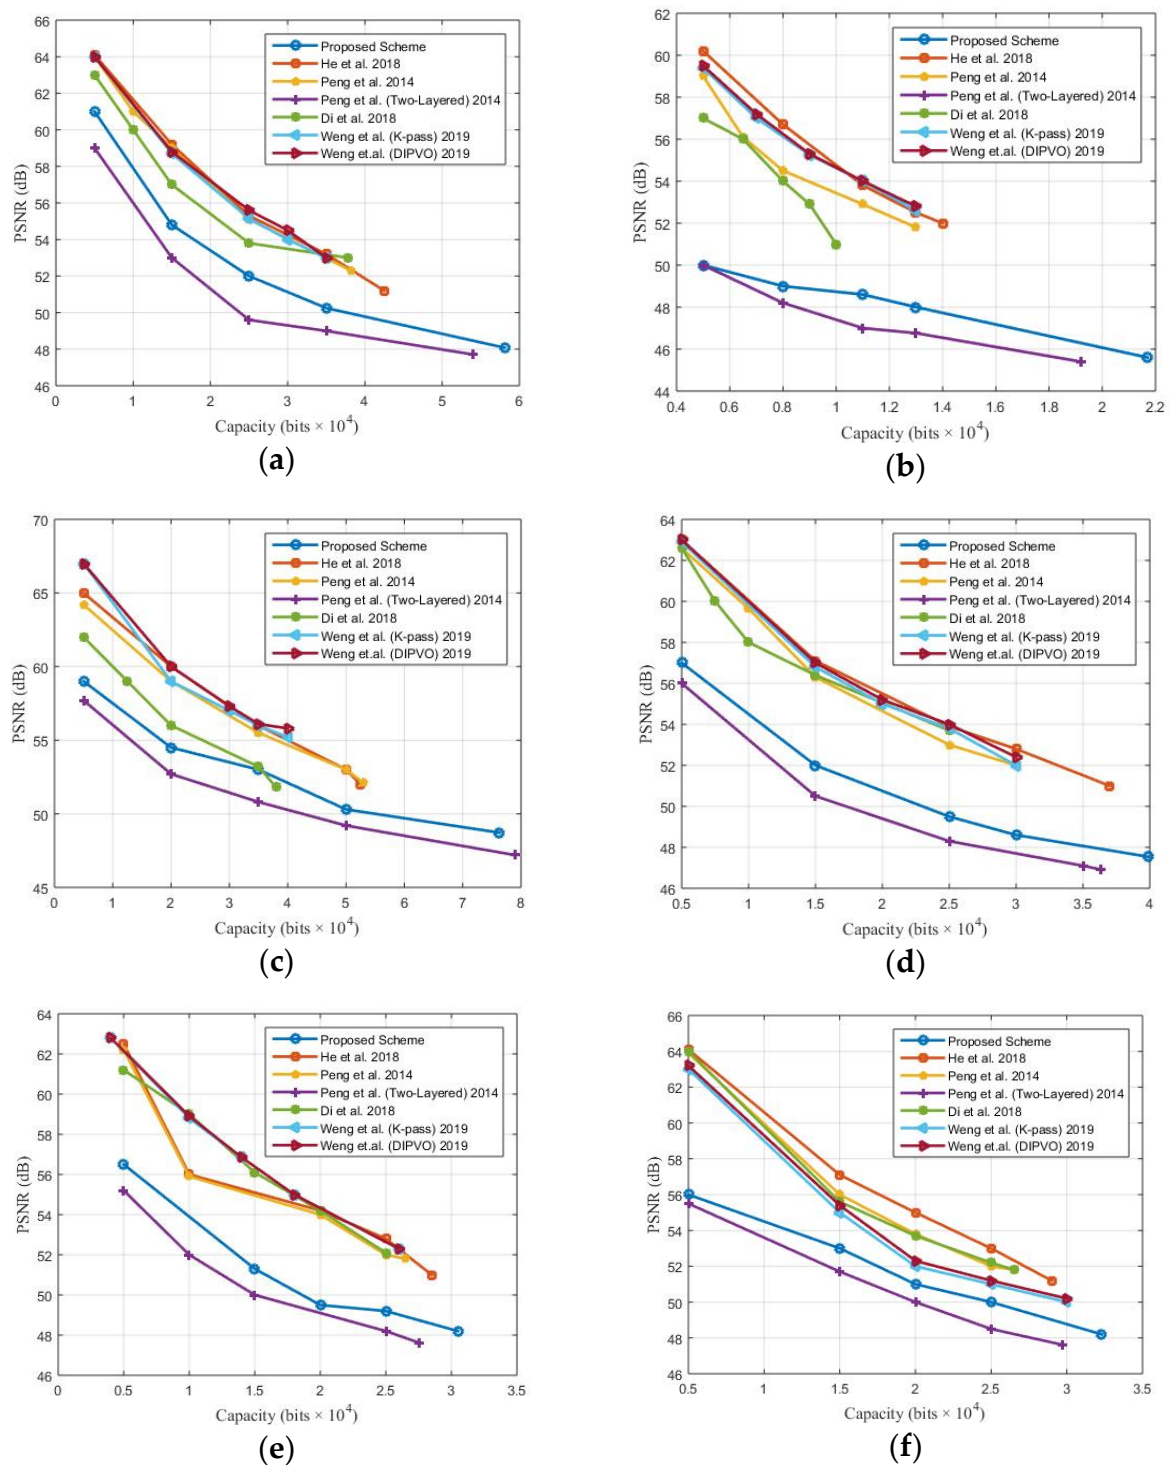 66
64
62
60
58
56
54
52
50
48
46
PSNR (dB)
0 1 2 3 4 5 6
Capacity (bits × 10^4)
Proposed Scheme
He et al. 2018
Peng et al. 2014
Peng et al. (Two-Layered) 2014
Di et al. 2018
Weng et al. (K-pass) 2019
Weng et.al. (DIPVO) 2019
(a)
62
60
58
56
54
52
50
48
46
44
PSNR (dB)
0.4 0.6 0.8 1 1.2 1.4 1.6 1.8 2 2.2
Capacity (bits × 10^4)
Proposed Scheme
He et al. 2018
Peng et al. 2014
Peng et al. (Two-Layered) 2014
Di et al. 2018
Weng et al. (K-pass) 2019
Weng et.al. (DIPVO) 2019
(b)
70
65
60
55
50
45
PSNR (dB)
0 1 2 3 4 5 6 7 8
Capacity (bits × 10^4)
Proposed Scheme
He et al. 2018
Peng et al. 2014
Peng et al. (Two-Layered) 2014
Di et al. 2018
Weng et al. (K-pass) 2019
Weng et.al. (DIPVO) 2019
(c)
64
62
60
58
56
54
52
50
48
46
PSNR (dB)
0.5 1 1.5 2 2.5 3 3.5 4
Capacity (bits × 10^4)
Proposed Scheme
He et al. 2018
Peng et al. 2014
Peng et al. (Two-Layered) 2014
Di et al. 2018
Weng et al. (K-pass) 2019
Weng et.al. (DIPVO) 2019
(d)
64
62
60
58
56
54
52
50
48
46
PSNR (dB)
0 0.5 1 1.5 2 2.5 3 3.5
Capacity (bits × 10^4)
Proposed Scheme
He et al. 2018
Peng et al. 2014
Peng et al. (Two-Layered) 2014
Di et al. 2018
Weng et al. (K-pass) 2019
Weng et.al. (DIPVO) 2019
(e)
66
64
62
60
58
56
54
52
50
48
46
PSNR (dB)
0.5 1 1.5 2 2.5 3 3.5
Capacity (bits × 10^4)
Proposed Scheme
He et al. 2018
Peng et al. 2014
Peng et al. (Two-Layered) 2014
Di et al. 2018
Weng et al. (K-pass) 2019
Weng et.al. (DIPVO) 2019
(f)